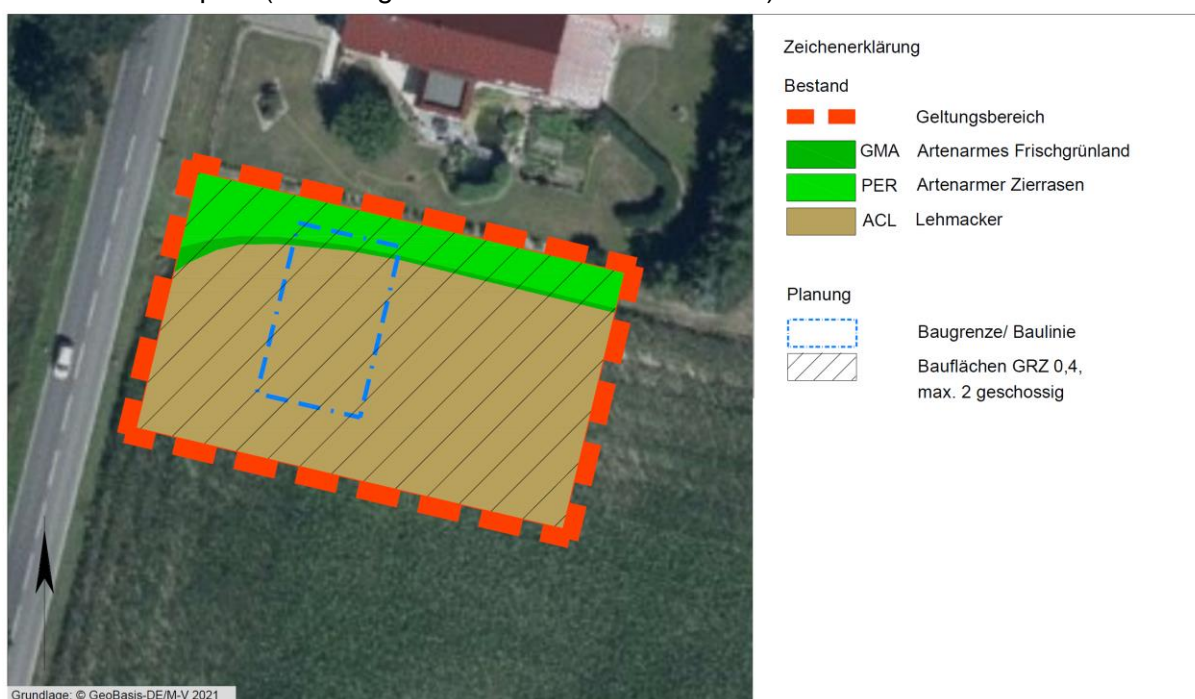 Zeichenerklärung
Bestand
Geltungsbereich
GMA Artenarmes Frischgrünland
PER Artenarmer Zierrasen
ACL Lehmacker
Planung
Baugrenze/ Baulinie
Bauflächen GRZ 0,4,
max. 2 geschossig
Grundlage: © GeoBasis-DE/M-V 2021